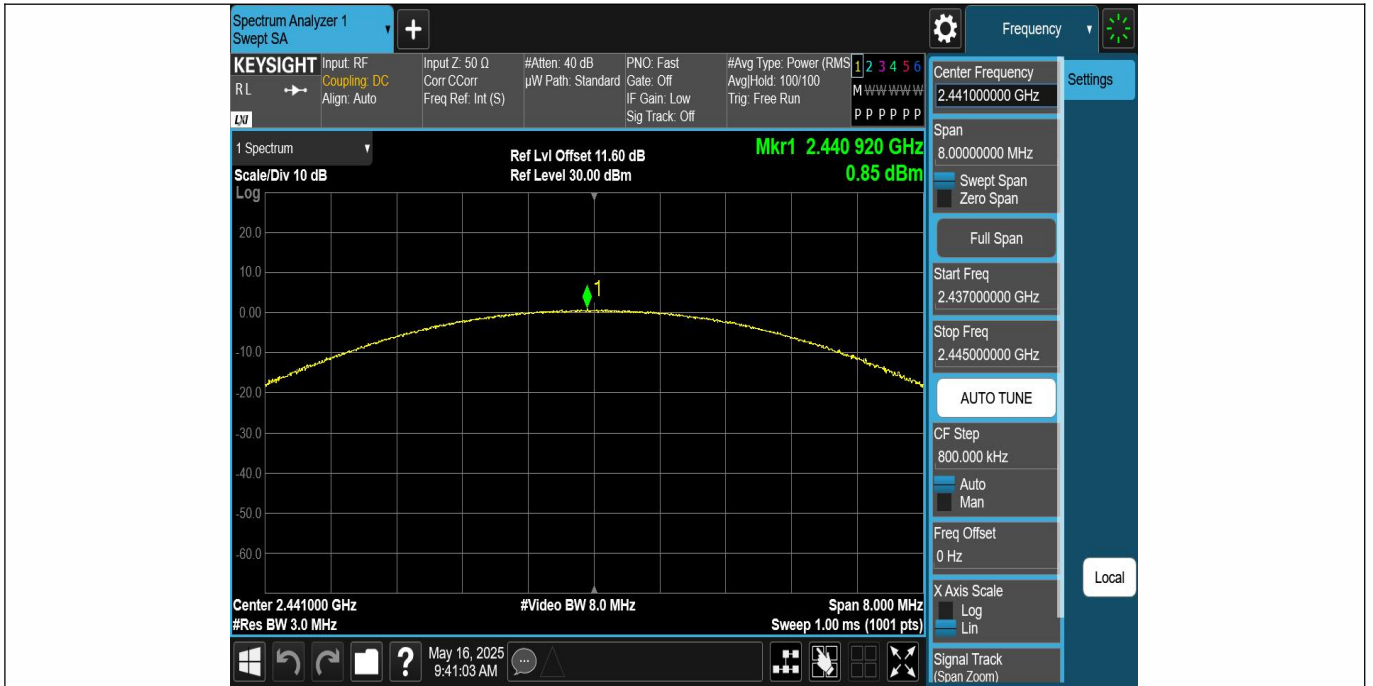 Spectrum Analyzer 1
Swept SA
+
Frequency
KEYSIGHT
RL
LXI
Input: RF
Coupling: DC
Align: Auto
Input Z: 50 Ω
Corr CCorr
Freq Ref: Int (S)
#Atten: 40 dB
µW Path: Standard
PNO: Fast
Gate: Off
IF Gain: Low
Sig Track: Off
#Avg Type: Power (RMS
Avg|Hold: 100/100
Trig: Free Run
1 2 3 4 5 6
M W W W W W
P P P P P P
1 Spectrum
Scale/Div 10 dB
Ref Lvl Offset 11.60 dB
Ref Level 30.00 dBm
Mkr1 2.440 920 GHz
0.85 dBm
Log
20.0
10.0
0.00
-10.0
-20.0
-30.0
-40.0
-50.0
-60.0
1
Center 2.441000 GHz
#Res BW 3.0 MHz
#Video BW 8.0 MHz
Span 8.000 MHz
Sweep 1.00 ms (1001 pts)
?
May 16, 2025
9:41:03 AM
Center Frequency
2.441000000 GHz
Span
8.00000000 MHz
Swept Span
Zero Span
Full Span
Start Freq
2.437000000 GHz
Stop Freq
2.445000000 GHz
AUTO TUNE
CF Step
800.000 kHz
Auto
Man
Freq Offset
0 Hz
X Axis Scale
Log
Lin
Signal Track
(Span Zoom)
Settings
Local